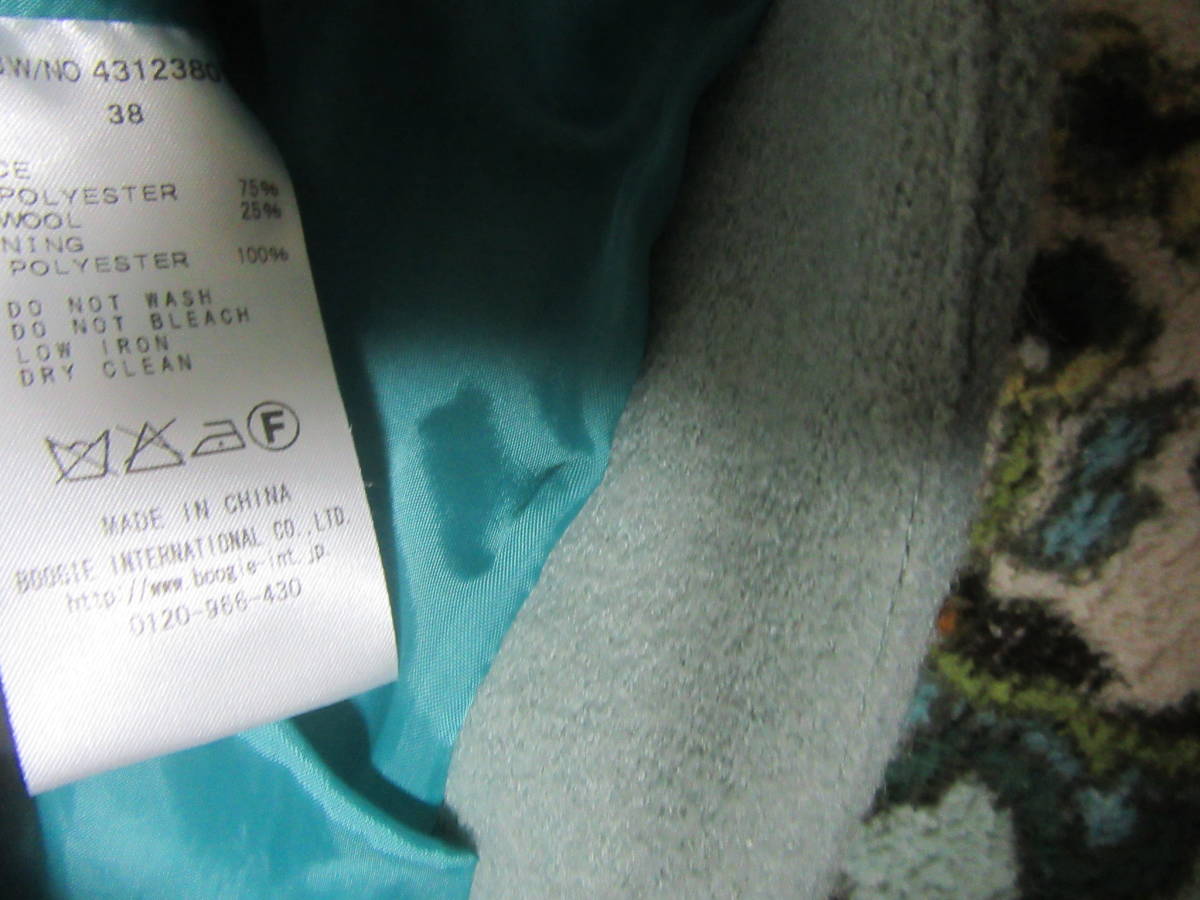 W/NO 4312380
38
CE
POLYESTER 75%
WOOL 25%
NING
POLYESTER 100%
DO NOT WASH
DO NOT BLEACH
LOW IRON
DRY CLEAN
F
MADE IN CHINA
BOOGIE INTERNATIONAL CO.,LTD.
http://www.boogie-int.jp.
0120-966-430